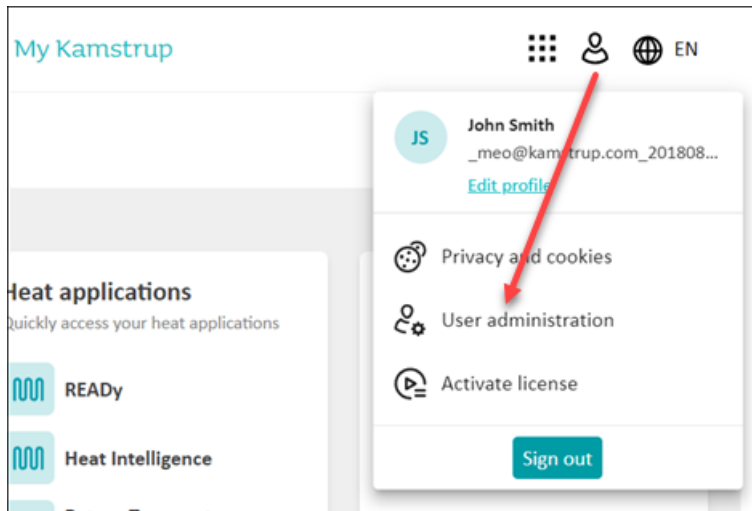 My Kamstrup
EN
JS
John Smith
_meo@kamstrup.com_201808...
Edit profile
Privacy and cookies
User administration
Activate license
Sign out
Heat applications
Quickly access your heat applications
READy
Heat Intelligence